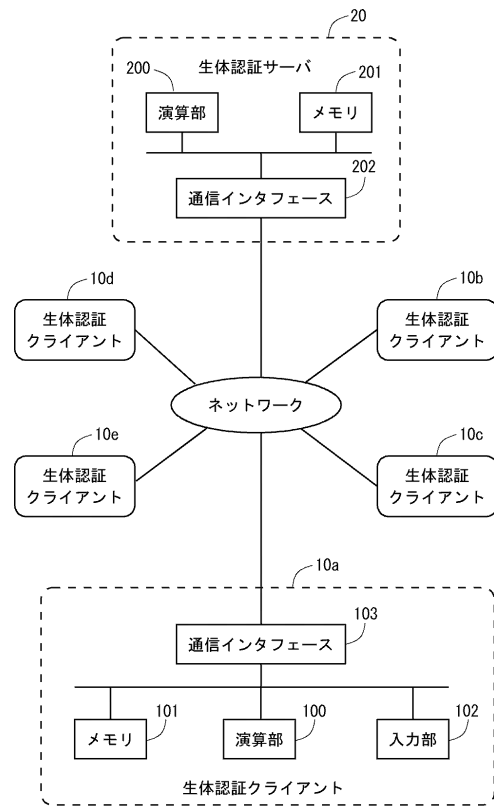 20
生体認証サーバ
200
201
演算部
メモリ
202
通信インタフェース
10d
10b
生体認証
クライアント
生体認証
クライアント
ネットワーク
10e
10c
生体認証
クライアント
生体認証
クライアント
10a
103
通信インタフェース
101
100
102
メモリ
演算部
入力部
生体認証クライアント